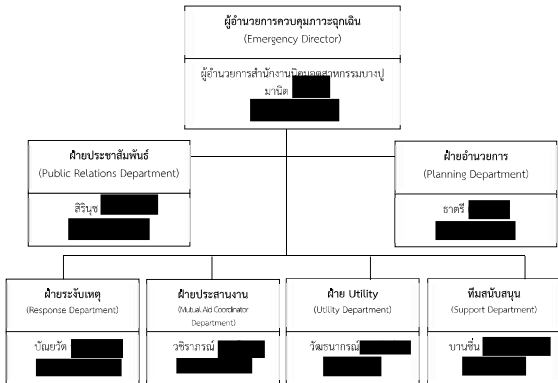 ผู้อำนวยการควบคุมภาวะฉุกเฉิน
(Emergency Director)
ผู้อำนวยการสำนักงานนิคมอุตสาหกรรมบางปู
มานิต
ฝ่ายประชาสัมพันธ์
(Public Relations Department)
สิรินุช
ฝ่ายอำนวยการ
(Planning Department)
ธาตรี
ฝ่ายระงับเหตุ
(Response Department)
บัณยวัต
ฝ่ายประสานงาน
(Mutual Aid Coordinator
Department)
วชิราภรณ์
ฝ่าย Utility
(Utility Department)
วัฒธนากรณ์
ทีมสนับสนุน
(Support Department)
บานชื่น